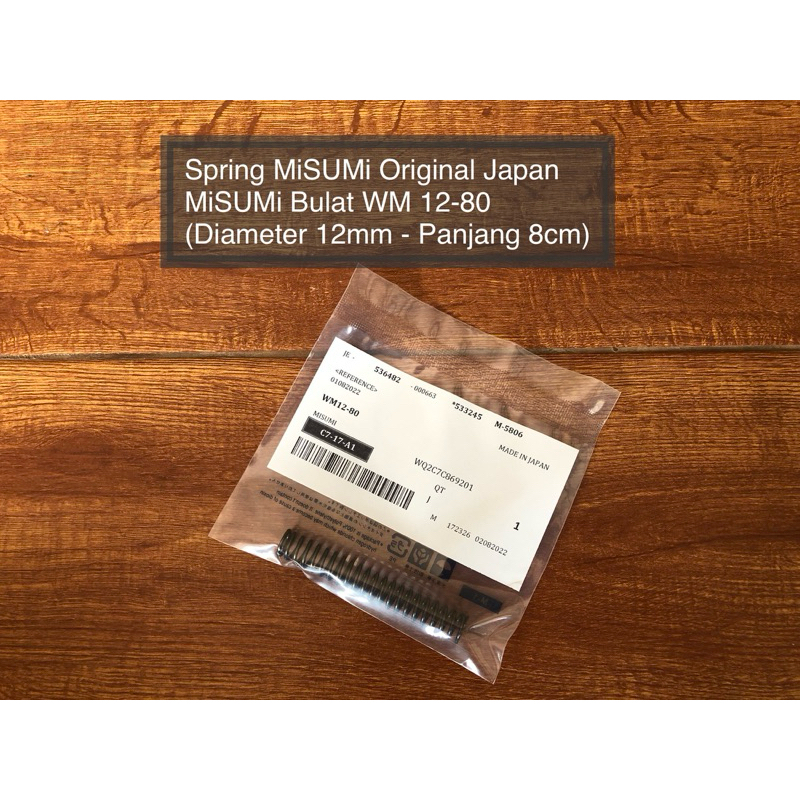 Spring MiSUMi Original Japan
MiSUMi Bulat WM 12-80
(Diameter 12mm - Panjang 8cm)
JE -
536482 - 000663 *533245 M-5806
<REFERENCE>
01082022
MADE IN JAPAN
WM12-80
MISUMI
C7-17-A1
WQ2C7C869201
QT
J
1
M 172326 02082022